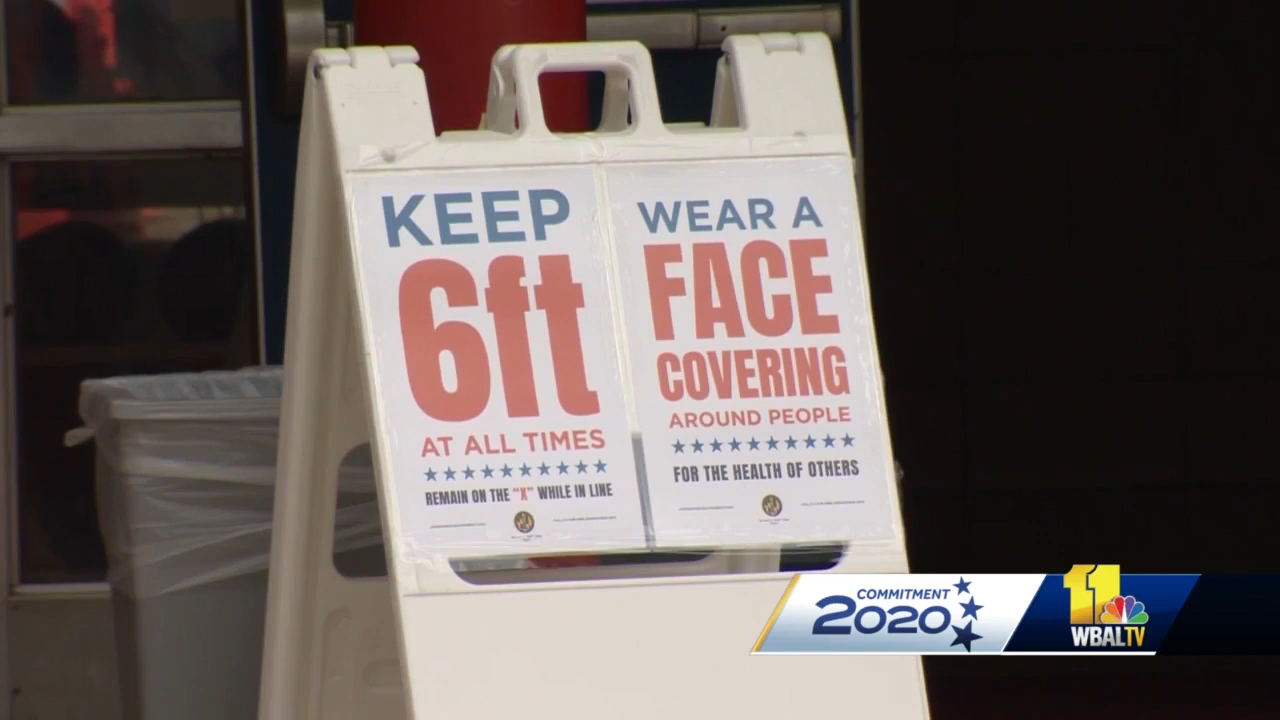 KEEP
6ft
AT ALL TIMES
REMAIN ON THE "X" WHILE IN LINE
WEAR A
FACE
COVERING
AROUND PEOPLE
FOR THE HEALTH OF OTHERS
COMMITMENT
2020
11
WBALTV